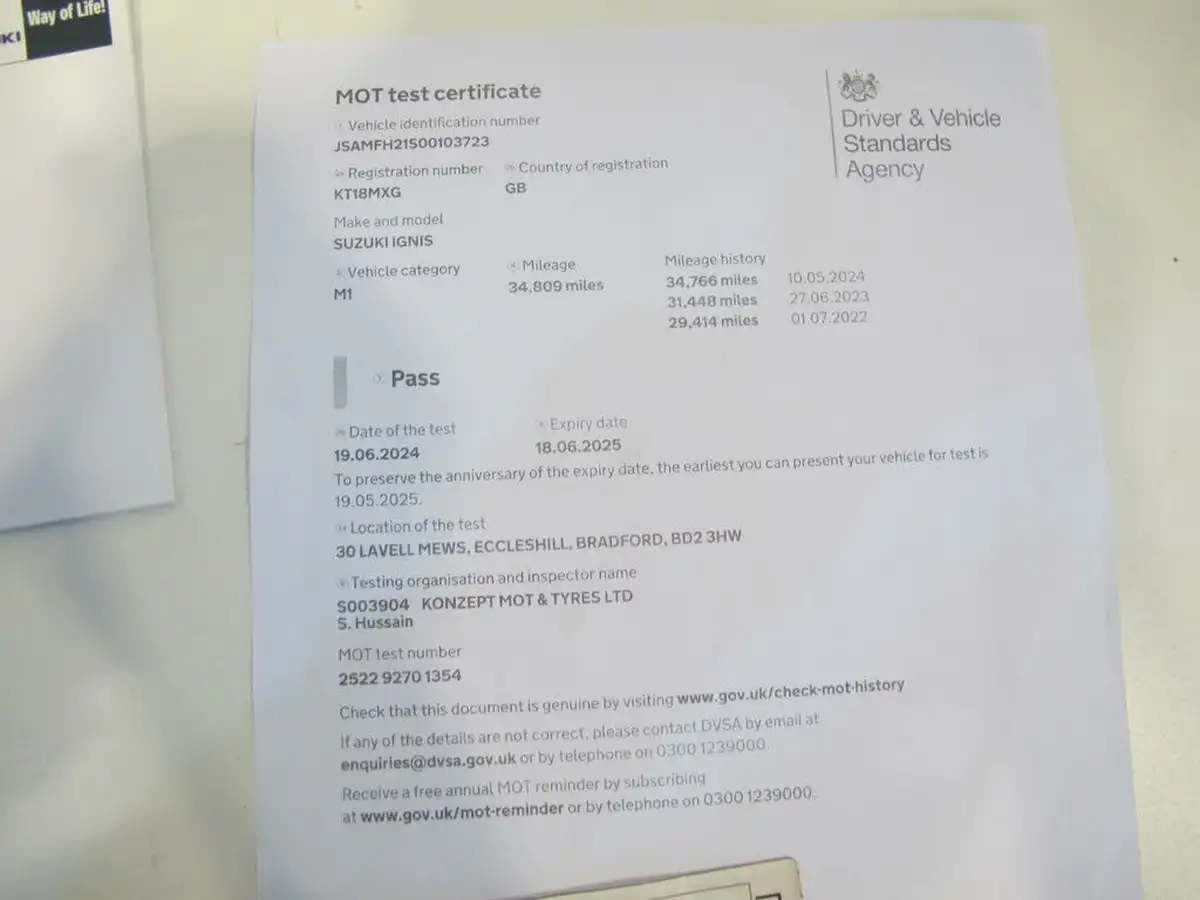 Way of Life!
KI
MOT test certificate
Vehicle identification number
JSAMFH21S00103723
Registration number
KT18MXG
Country of registration
GB
Make and model
SUZUKI IGNIS
Vehicle category
M1
Mileage
34,809 miles
Mileage history
34,766 miles 10.05.2024
31,448 miles 27.06.2023
29,414 miles 01.07.2022
Driver & Vehicle
Standards
Agency
Pass
Date of the test
19.06.2024
Expiry date
18.06.2025
To preserve the anniversary of the expiry date, the earliest you can present your vehicle for test is
19.05.2025.
Location of the test
30 LAVELL MEWS, ECCLESHILL, BRADFORD, BD2 3HW
Testing organisation and inspector name
S003904 KONZEPT MOT & TYRES LTD
S. Hussain
MOT test number
2522 9270 1354
Check that this document is genuine by visiting www.gov.uk/check-mot-history
If any of the details are not correct, please contact DVSA by email at
enquiries@dvsa.gov.uk or by telephone on 0300 1239000.
Receive a free annual MOT reminder by subscribing
at www.gov.uk/mot-reminder or by telephone on 0300 1239000.